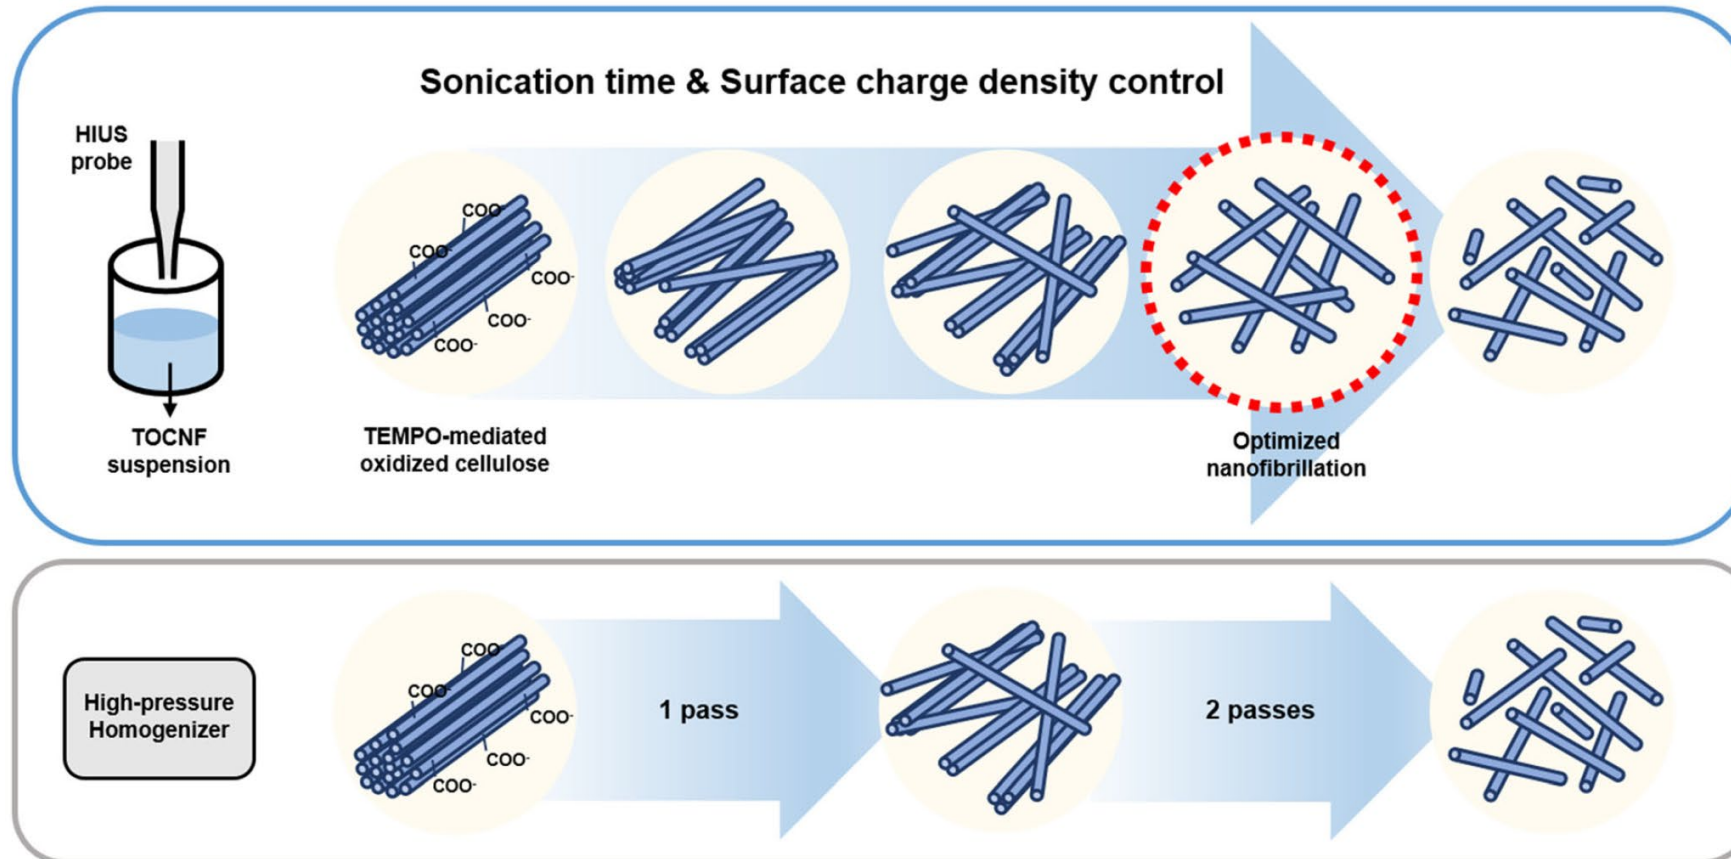 Sonication time & Surface charge density control
HIUS
probe
COO-
COO-
COO-
COO-
COO-
TOCNF
suspension
TEMPO-mediated
oxidized cellulose
Optimized
nanofibrillation
High-pressure
Homogenizer
COO-
COO-
COO-
COO-
COO-
1 pass
2 passes